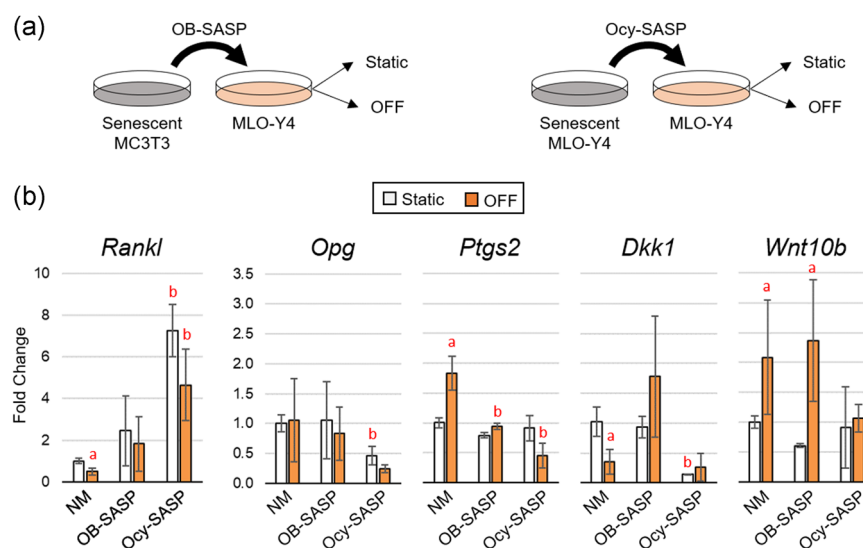 (a)
OB-SASP
Static
OFF
Senescent
MC3T3
MLO-Y4
Ocy-SASP
Static
OFF
Senescent
MLO-Y4
MLO-Y4
(b)
Static OFF
Rankl Opg Ptgs2 Dkk1 Wnt10b
Fold Change
10
8
6
4
2
0
b
b
a
NM OB-SASP Ocy-SASP
3.5
3.0
2.5
2.0
1.5
1.0
0.5
0.0
b
NM OB-SASP Ocy-SASP
a
b
b
NM OB-SASP Ocy-SASP
a
b
NM OB-SASP Ocy-SASP
a
a
NM OB-SASP Ocy-SASP